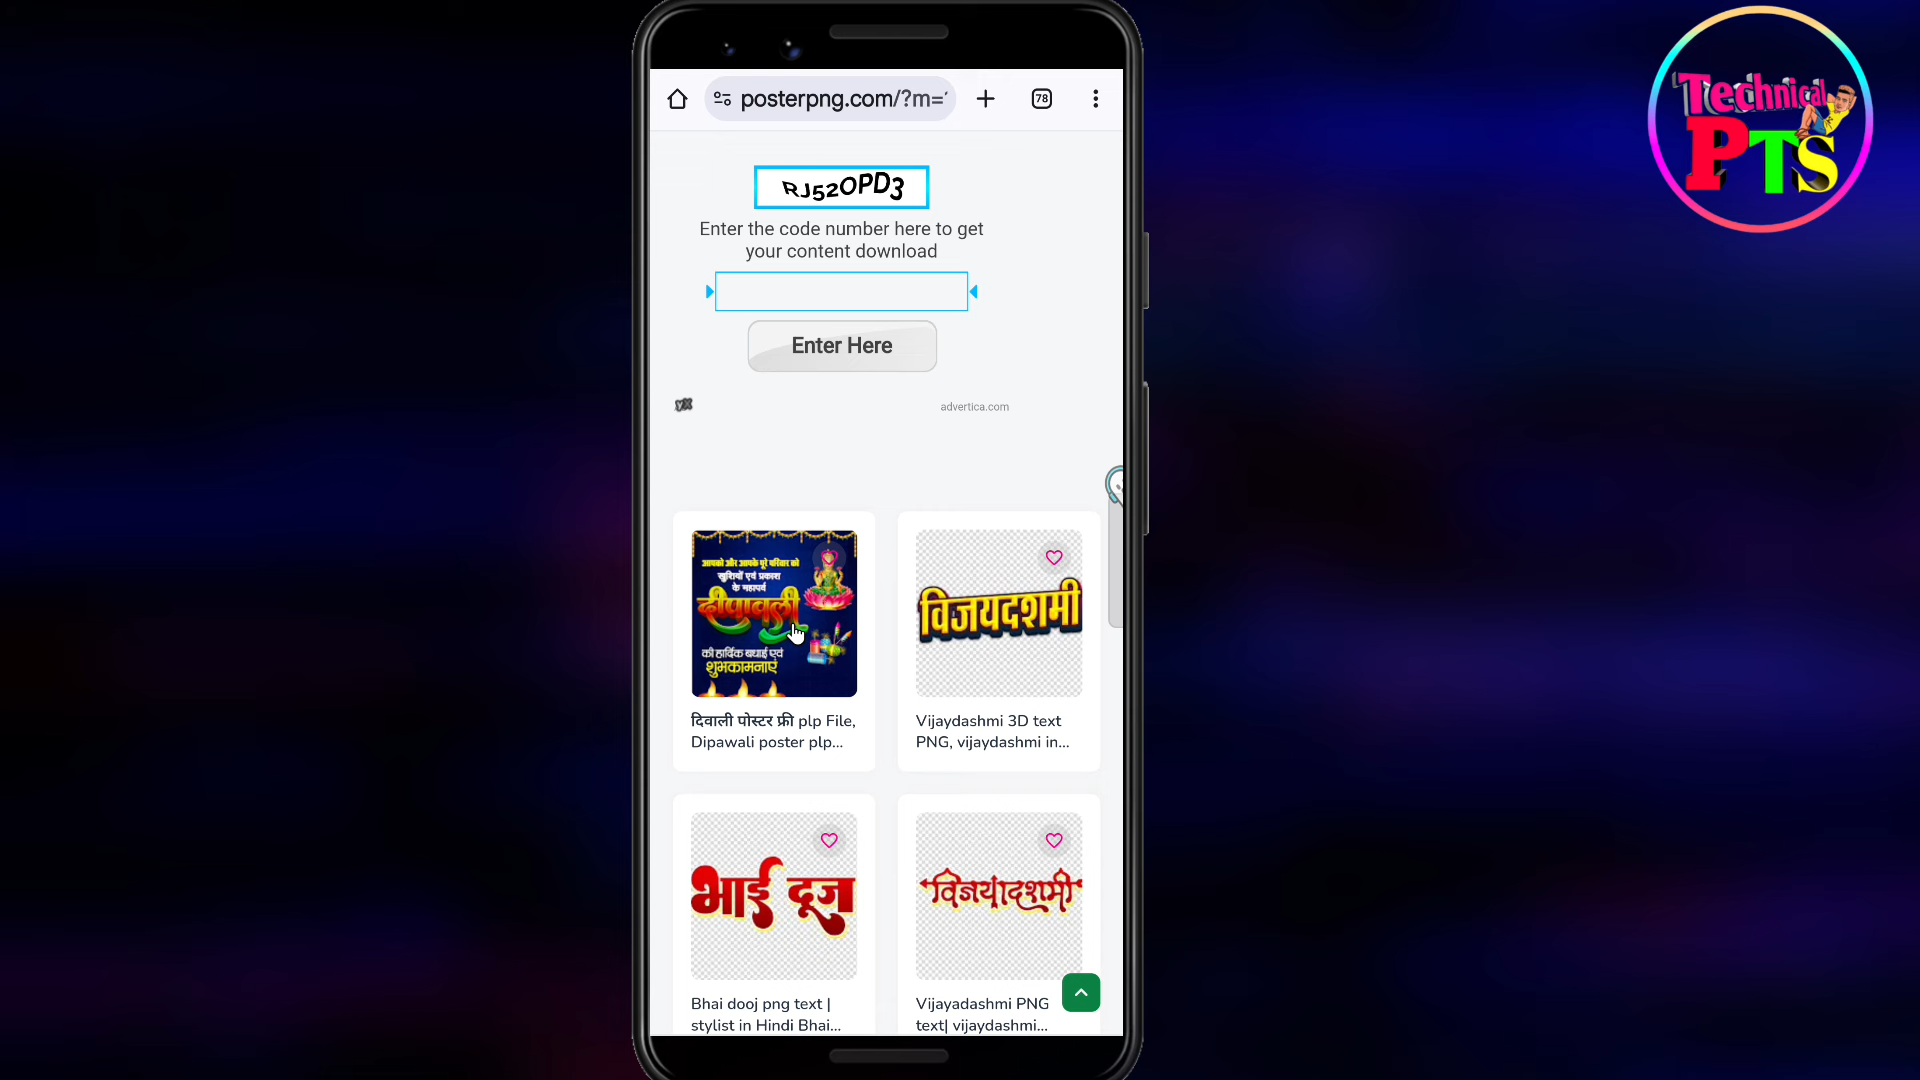 posterpng.com/?m=
78
Technical
PTS
RJ52OPD3
Enter the code number here to get
your content download
Enter Here
advertica.com
आपको और आपके पूरे परिवार को
खुशियों एवं प्रकाश
के महापर्व
दीपावली
की हार्दिक बधाई एवं
शुभकामनाएं
विजयदशमी
दिवाली पोस्टर फ्री plp File,
Dipawali poster plp...
Vijaydashmi 3D text
PNG, vijaydashmi in...
भाई दूज
विजयादशमी
Bhai dooj png text |
stylist in Hindi Bhai...
Vijayadashmi PNG
text| vijaydashmi...